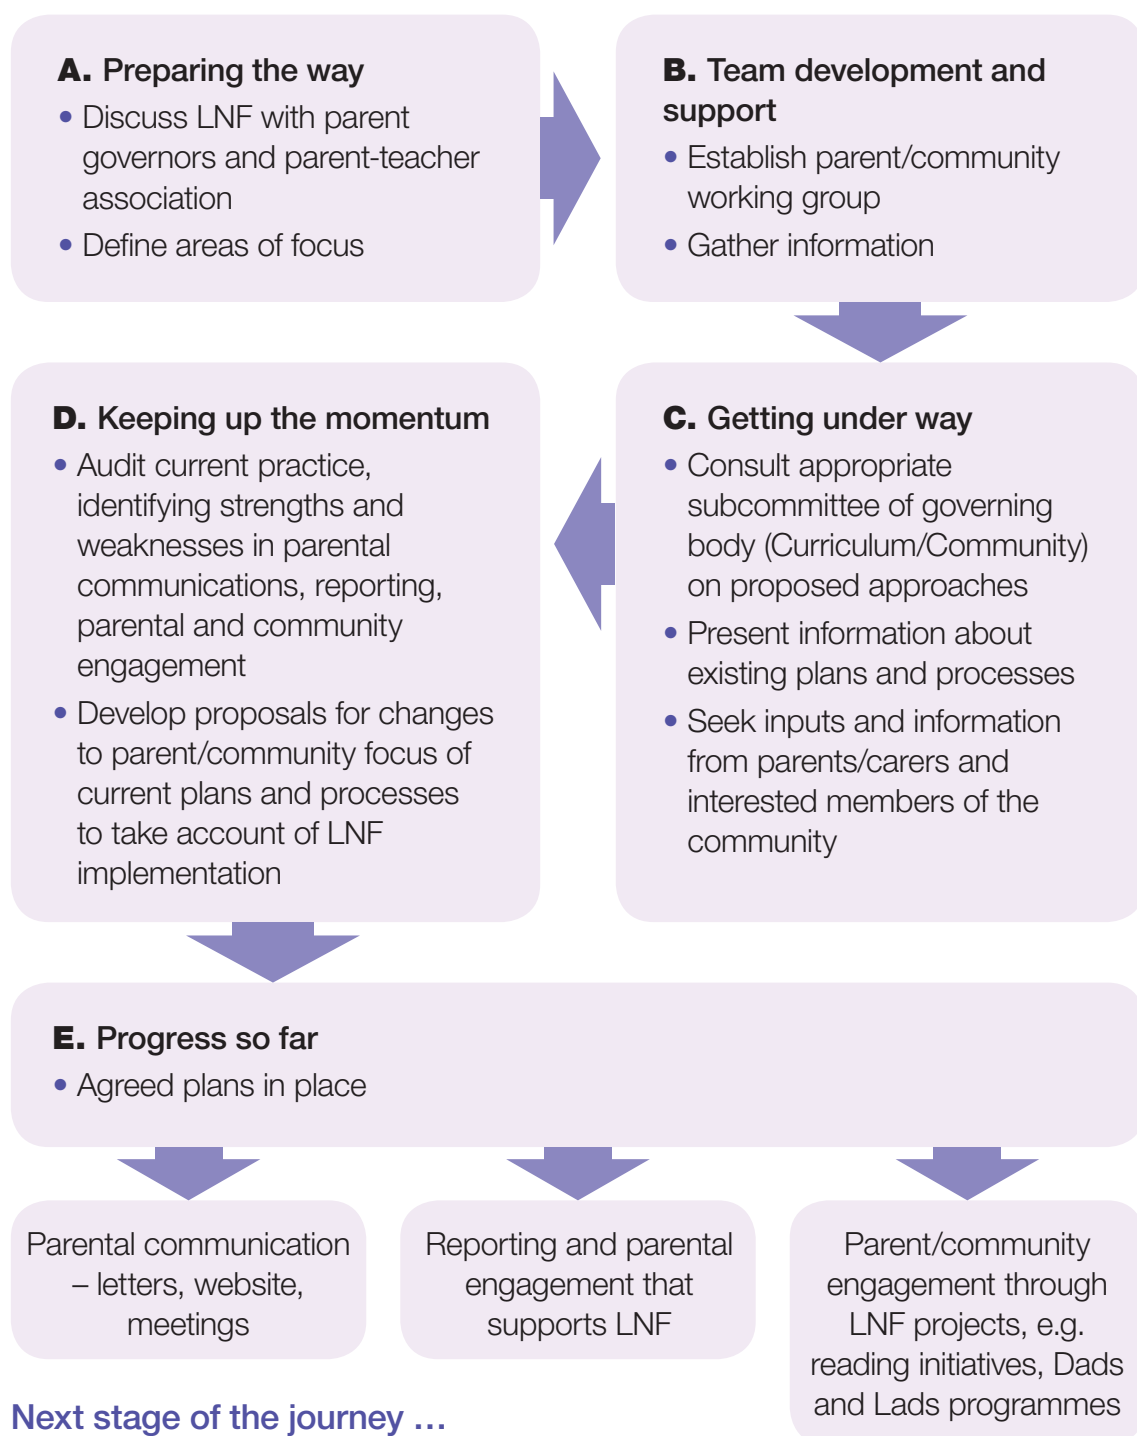 A. Preparing the way
• Discuss LNF with parent
governors and parent-teacher
association
• Define areas of focus
B. Team development and
support
• Establish parent/community
working group
• Gather information
C. Getting under way
• Consult appropriate
subcommittee of governing
body (Curriculum/Community)
on proposed approaches
• Present information about
existing plans and processes
• Seek inputs and information
from parents/carers and
interested members of the
community
D. Keeping up the momentum
• Audit current practice,
identifying strengths and
weaknesses in parental
communications, reporting,
parental and community
engagement
• Develop proposals for changes
to parent/community focus of
current plans and processes
to take account of LNF
implementation
E. Progress so far
• Agreed plans in place
Parental communication
– letters, website,
meetings
Reporting and parental
engagement that
supports LNF
Parent/community
engagement through
LNF projects, e.g.
reading initiatives, Dads
and Lads programmes
Next stage of the journey ...